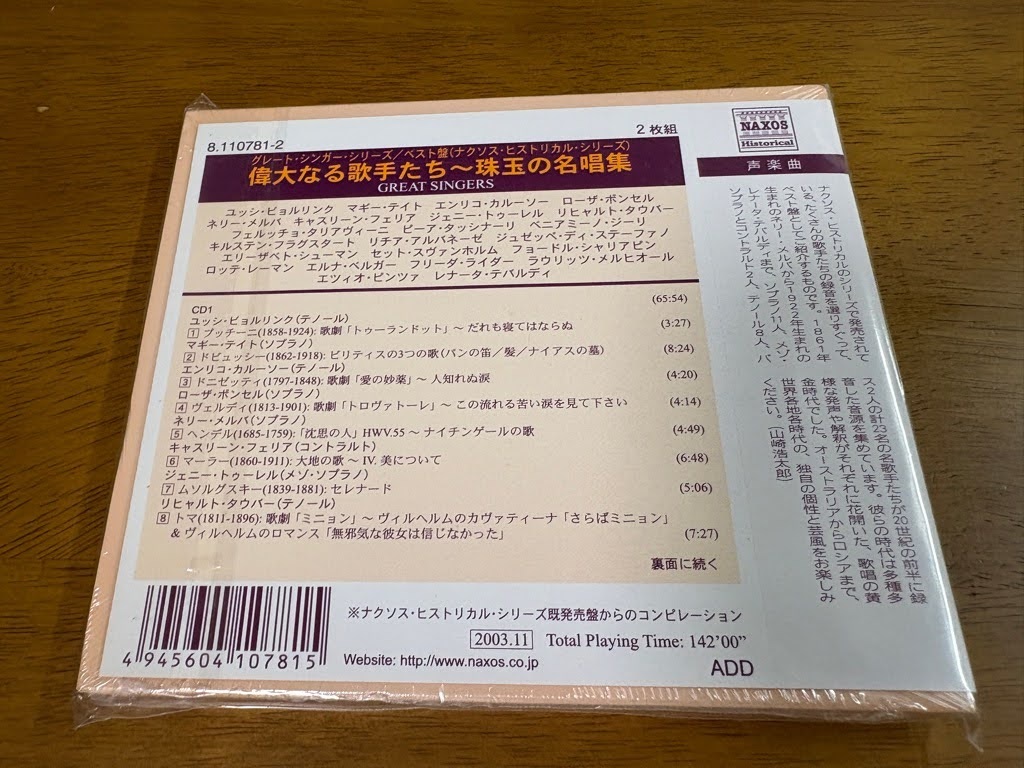 8.110781-2
2 枚組
グレート・シンガー・シリーズ／ベスト盤(ナクソス・ヒストリカル・シリーズ)
偉大なる歌手たち～珠玉の名唱集
GREAT SINGERS
ユッシ・ビョルリンク マギー・テイト エンリコ・カルーソー ローザ・ポンセル
ネリー・メルバ キャスリーン・フェリア ジェニー・トゥーレル リヒャルト・タウバー
フェルッチョ・タリアヴィーニ ピーア・タッシナーリ ベニアミーノ・ジーリ
キルステン・フラグスタート リチア・アルバネーゼ ジュゼッペ・ディ・ステーファノ
エリーザベト・シューマン セット・スヴァンホルム フョードル・シャリアピン
ロッテ・レーマン エルナ・ベルガー フリーダ・ライダー ラウリッツ・メルヒオール
エツィオ・ピンツァ レナータ・テバルディ
CD1 (65:54)
ユッシ・ビョルリンク(テノール)
1 プッチーニ(1858-1924): 歌劇「トゥーランドット」～ だれも寝てはならぬ (3:27)
マギー・テイト(ソプラノ)
2 ドビュッシー(1862-1918): ビリティスの3つの歌(パンの笛／髪／ナイアスの墓) (8:24)
エンリコ・カルーソー(テノール)
3 ドニゼッティ(1797-1848): 歌劇「愛の妙薬」～ 人知れぬ涙 (4:20)
ローザ・ポンセル(ソプラノ)
4 ヴェルディ(1813-1901): 歌劇「トロヴァトーレ」～ この流れる苦い涙を見て下さい (4:14)
ネリー・メルバ(ソプラノ)
5 ヘンデル(1685-1759): 「沈思の人」HWV.55 ～ ナイチンゲールの歌 (4:49)
キャスリーン・フェリア(コントラルト)
6 マーラー(1860-1911): 大地の歌 ～ IV. 美について (6:48)
ジェニー・トゥーレル(メゾ・ソプラノ)
7 ムソルグスキー(1839-1881): セレナード (5:06)
リヒャルト・タウバー(テノール)
8 トマ(1811-1896): 歌劇「ミニョン」～ ヴィルヘルムのカヴァティーナ「さらばミニョン」
& ヴィルヘルムのロマンス「無邪気な彼女は信じなかった」 (7:27)
裏面に続く
※ナクソス・ヒストリカル・シリーズ既発売盤からのコンピレーション
2003.11 Total Playing Time: 142'00”
Website: http://www.naxos.co.jp
ADD
4 945604 107815
NAXOS
Historical
声楽曲
ナクソス・ヒストリカルのシリーズで発売されて
いる、たくさんの歌手たちの録音を選りすぐって、
ベスト盤としてご紹介するものです。1861年
生まれのネリー・メルバから1922年生まれの
レナータ・テバルディまで、ソプラノ11人、メゾ・
ソプラノとコントラルト2人、テノール8人、バ
ス2人の計23名の名歌手たちが20世紀の前半に録
音した音源を集めています。彼らの時代は多種多
様な発声や解釈がそれぞれに花開いた、歌唱の黄
金時代でした。オーストラリアからロシアまで、
世界各地各時代の、独自の個性と芸風をお楽しみ
ください。(山崎浩太郎)